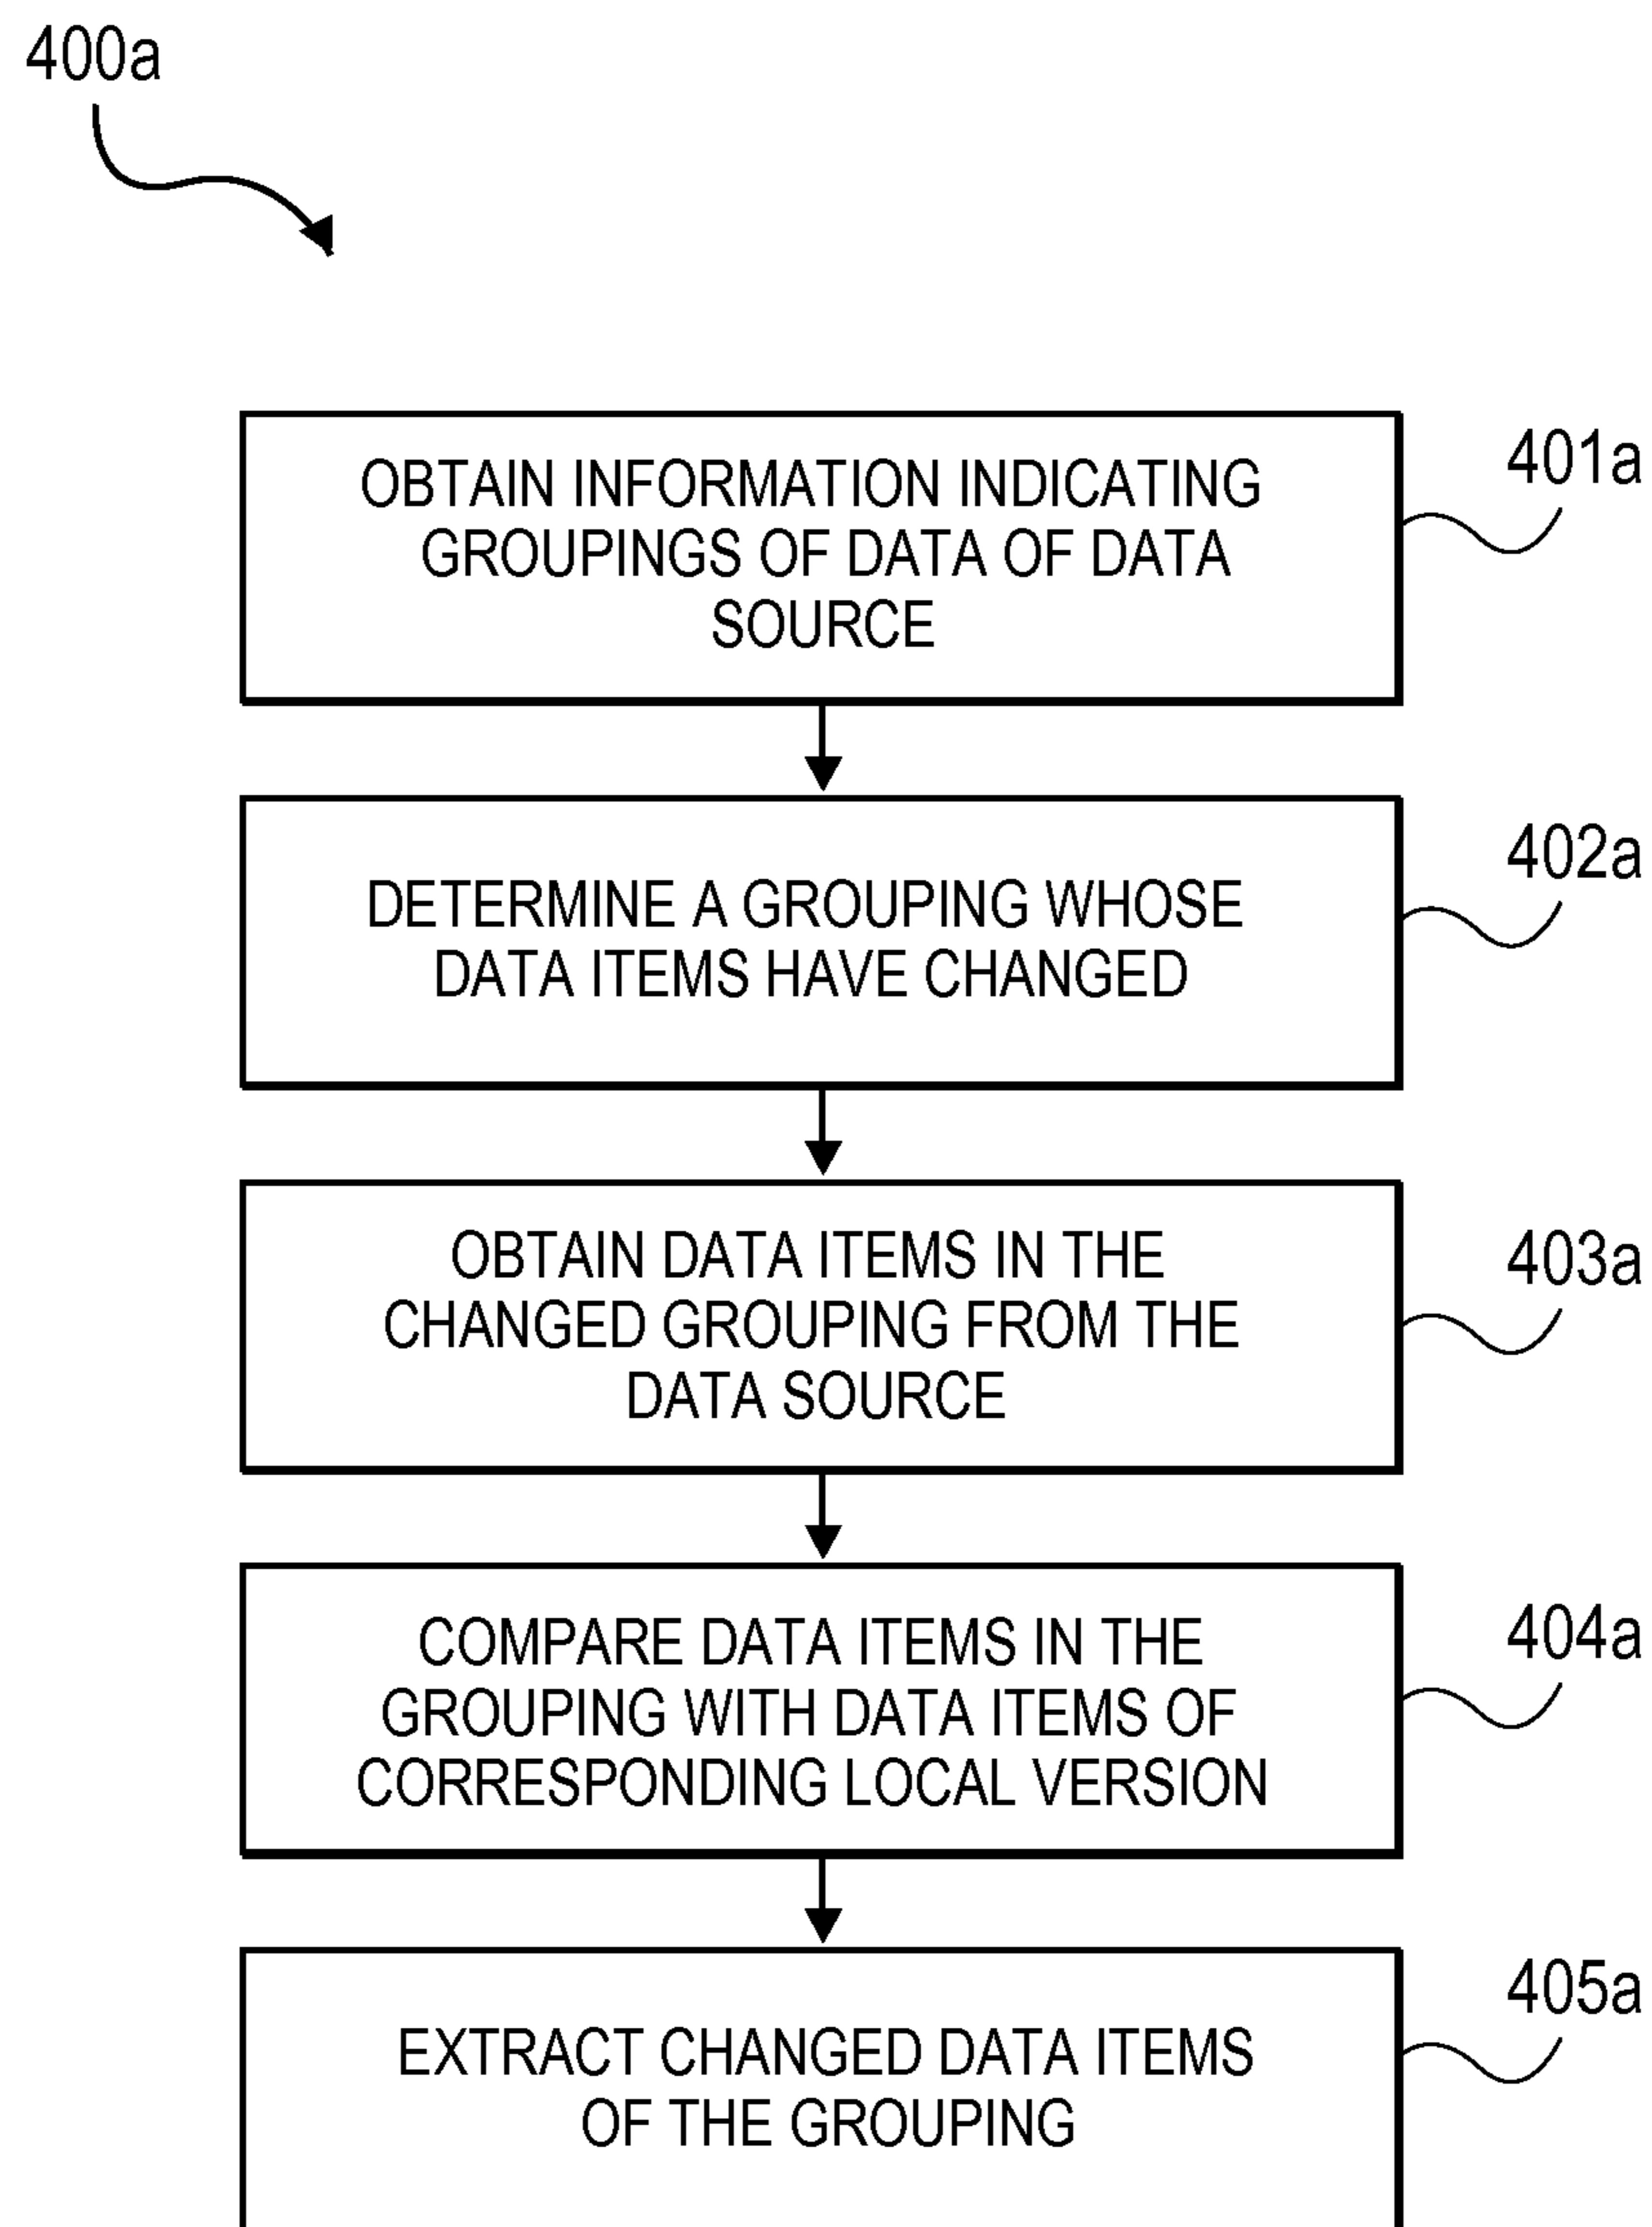 400a
OBTAIN INFORMATION INDICATING
GROUPINGS OF DATA OF DATA
SOURCE
401a
DETERMINE A GROUPING WHOSE
DATA ITEMS HAVE CHANGED
402a
OBTAIN DATA ITEMS IN THE
CHANGED GROUPING FROM THE
DATA SOURCE
403a
COMPARE DATA ITEMS IN THE
GROUPING WITH DATA ITEMS OF
CORRESPONDING LOCAL VERSION
404a
EXTRACT CHANGED DATA ITEMS
OF THE GROUPING
405a